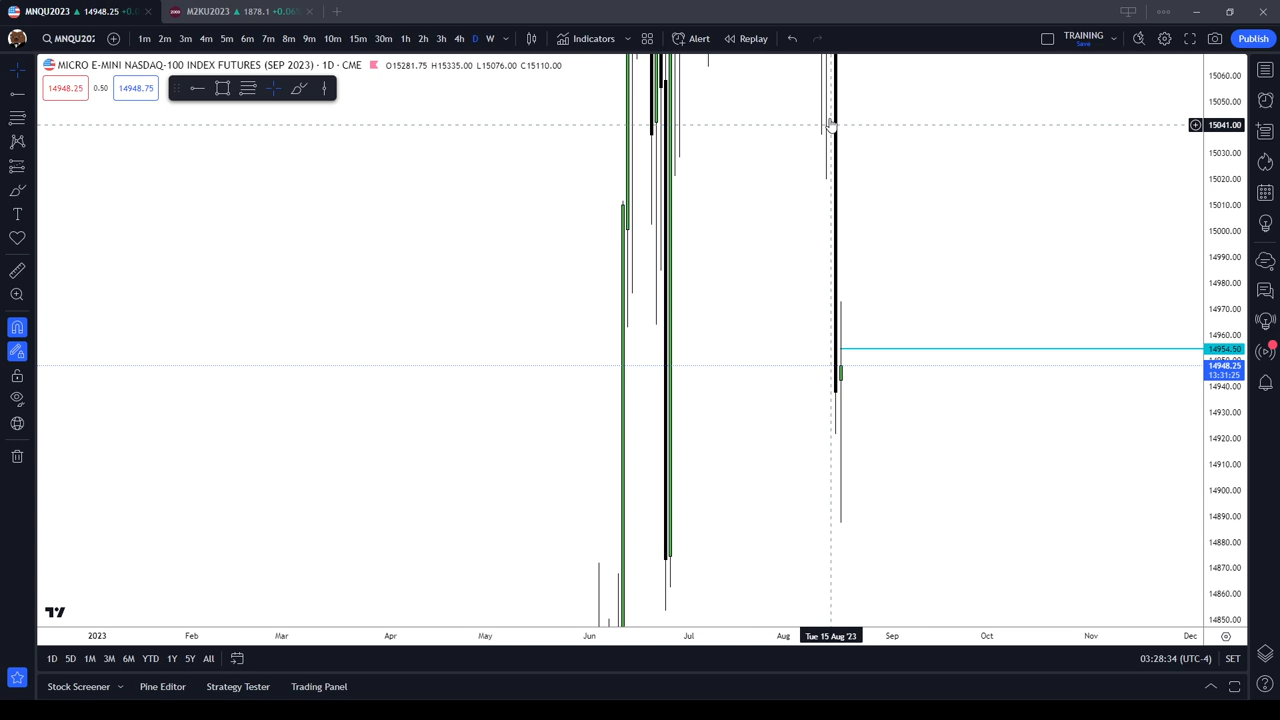 MNQU2023 ▲ 14948.25 +0.0
M2KU2023 ▲ 1878.1 +0.06%
MNQU202
1m 2m 3m 4m 5m 6m 7m 8m 9m 10m 15m 30m 1h 2h 3h 4h D W
Indicators
Alert
Replay
TRAINING
Save
Publish
MICRO E-MINI NASDAQ-100 INDEX FUTURES (SEP 2023) · 1D · CME
O15281.75 H15335.00 L15076.00 C15110.00
14948.25
0.50
14948.75
15060.00
15050.00
15041.00
15030.00
15020.00
15010.00
15000.00
14990.00
14980.00
14970.00
14960.00
14954.50
14948.25
13:31:25
14940.00
14930.00
14920.00
14910.00
14900.00
14890.00
14880.00
14870.00
14860.00
14850.00
2023 Feb Mar Apr May Jun Jul Aug Tue 15 Aug '23 Sep Oct Nov Dec
1D 5D 1M 3M 6M YTD 1Y 5Y All
03:28:34 (UTC-4) SET
Stock Screener Pine Editor Strategy Tester Trading Panel